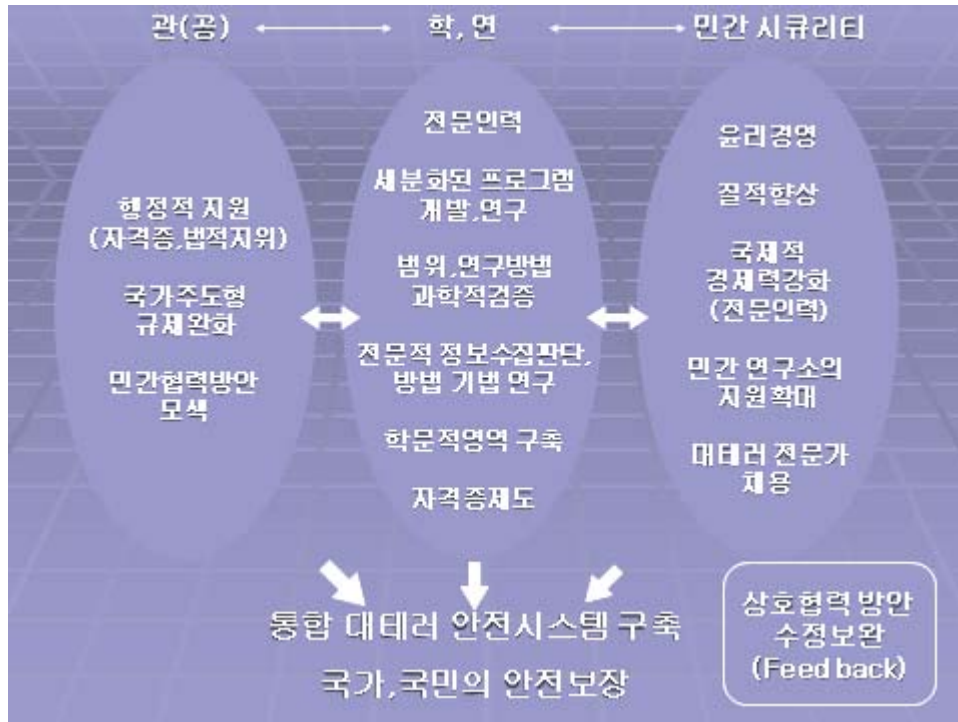 관(공)
학, 연
민간 시큐리티
행정적 지원
(자격증,법적지위)
국가주도형
규제완화
민간협력방안
모색
전문인력
세분화된 프로그램
개발,연구
범위,연구방법
과학적검증
전문적 정보수집판단,
방법 기법 연구
학문적영역 구축
자격증제도
윤리경영
질적향상
국제적
경제력강화
(전문인력)
민간 연구소의
지원확대
대테러 전문가
채용
통합 대테러 안전시스템 구축
국가,국민의 안전보장
상호협력 방안
수정보완
(Feed back)